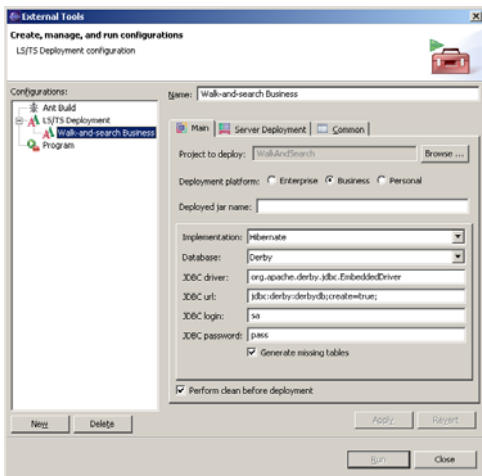 External Tools
Create, manage, and run configurations
LS/TS Deployment configuration
Configurations:
Ant Build
LS/TS Deployment
Walk-and-search Business
Program
New
Delete
Name: Walk-and-search Business
Main
Server Deployment
Common
Project to deploy: WalkAndSearch
Browse ...
Deployment platform: Enterprise Business Personal
Deployed jar name:
Implementation: Hibernate
Database: Derby
JDBC driver: org.apache.derby.jdbc.EmbeddedDriver
JDBC url: jdbc:derby:derbydb;create=true;
JDBC login: sa
JDBC password: pass
Generate missing tables
Perform clean before deployment
Apply
Revert
Run
Close